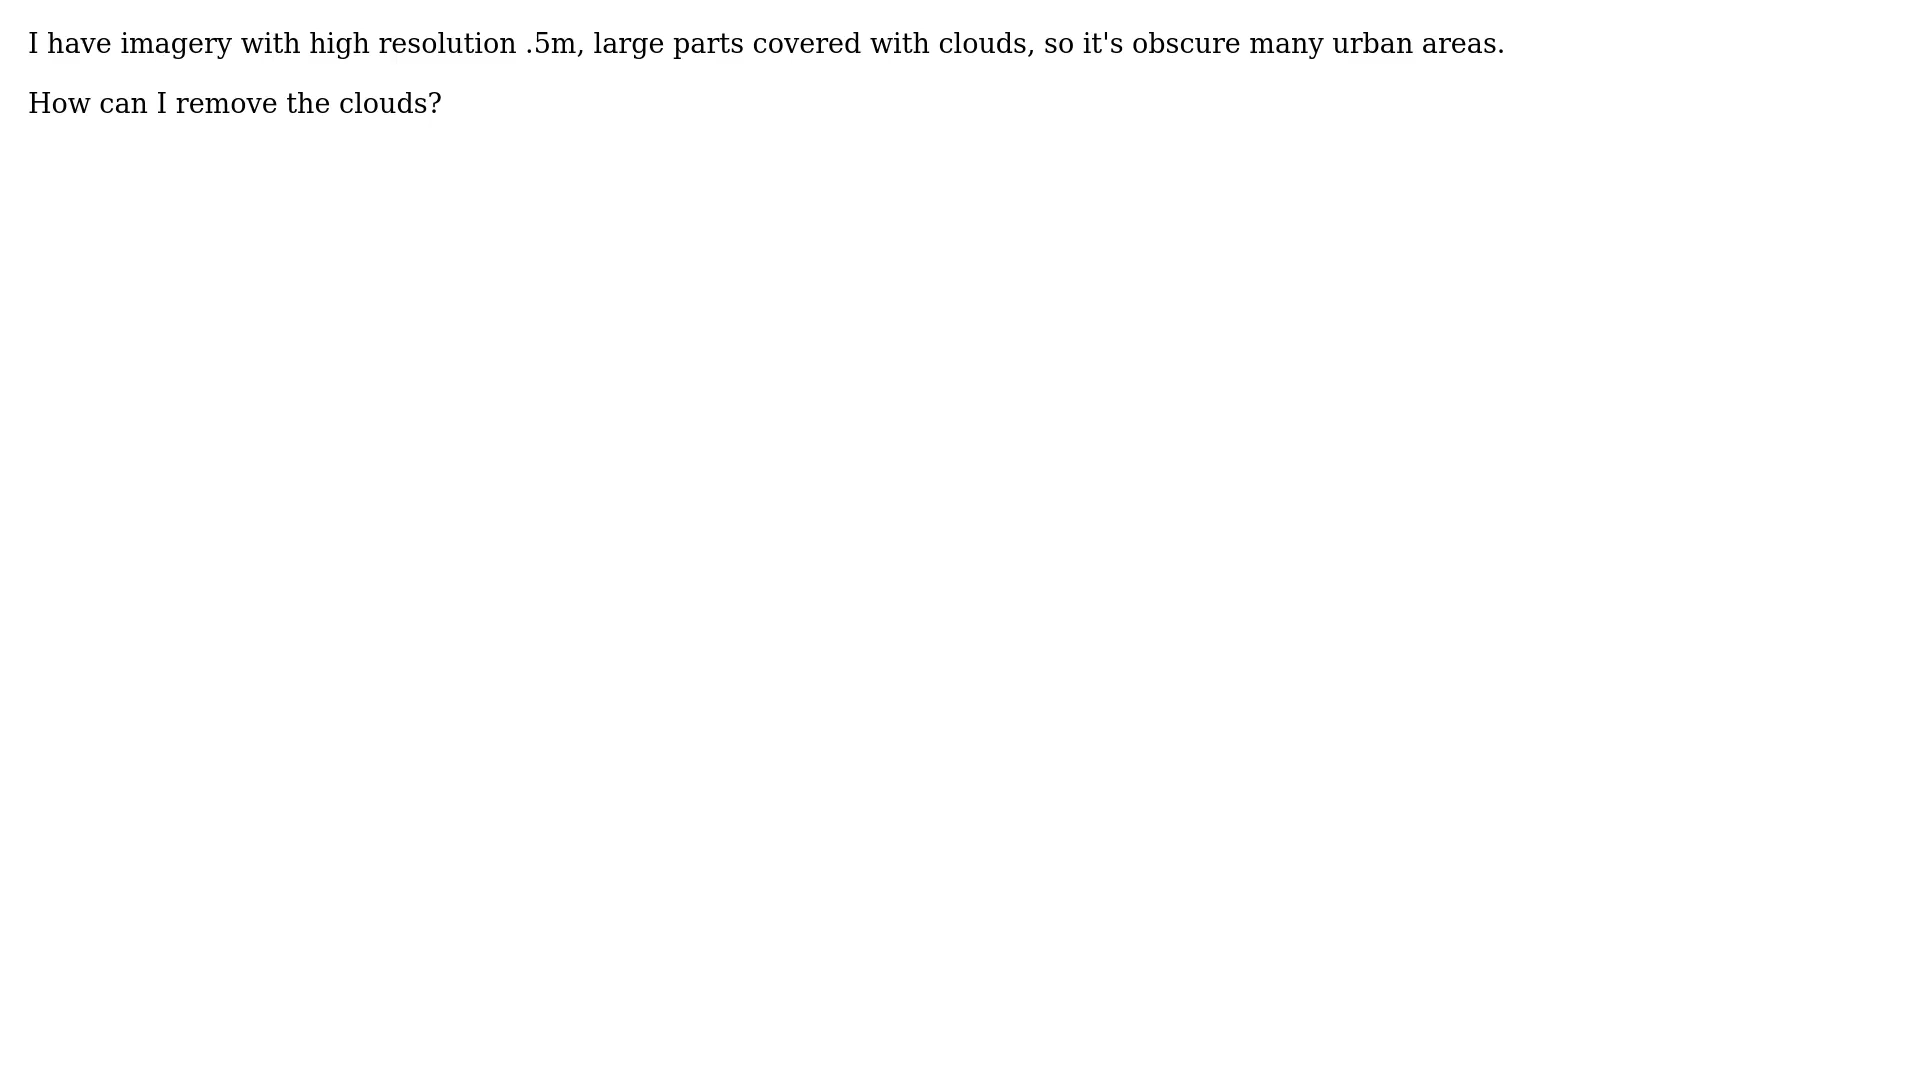 I have imagery with high resolution .5m, large parts covered with clouds, so it's obscure many urban areas.
How can I remove the clouds?